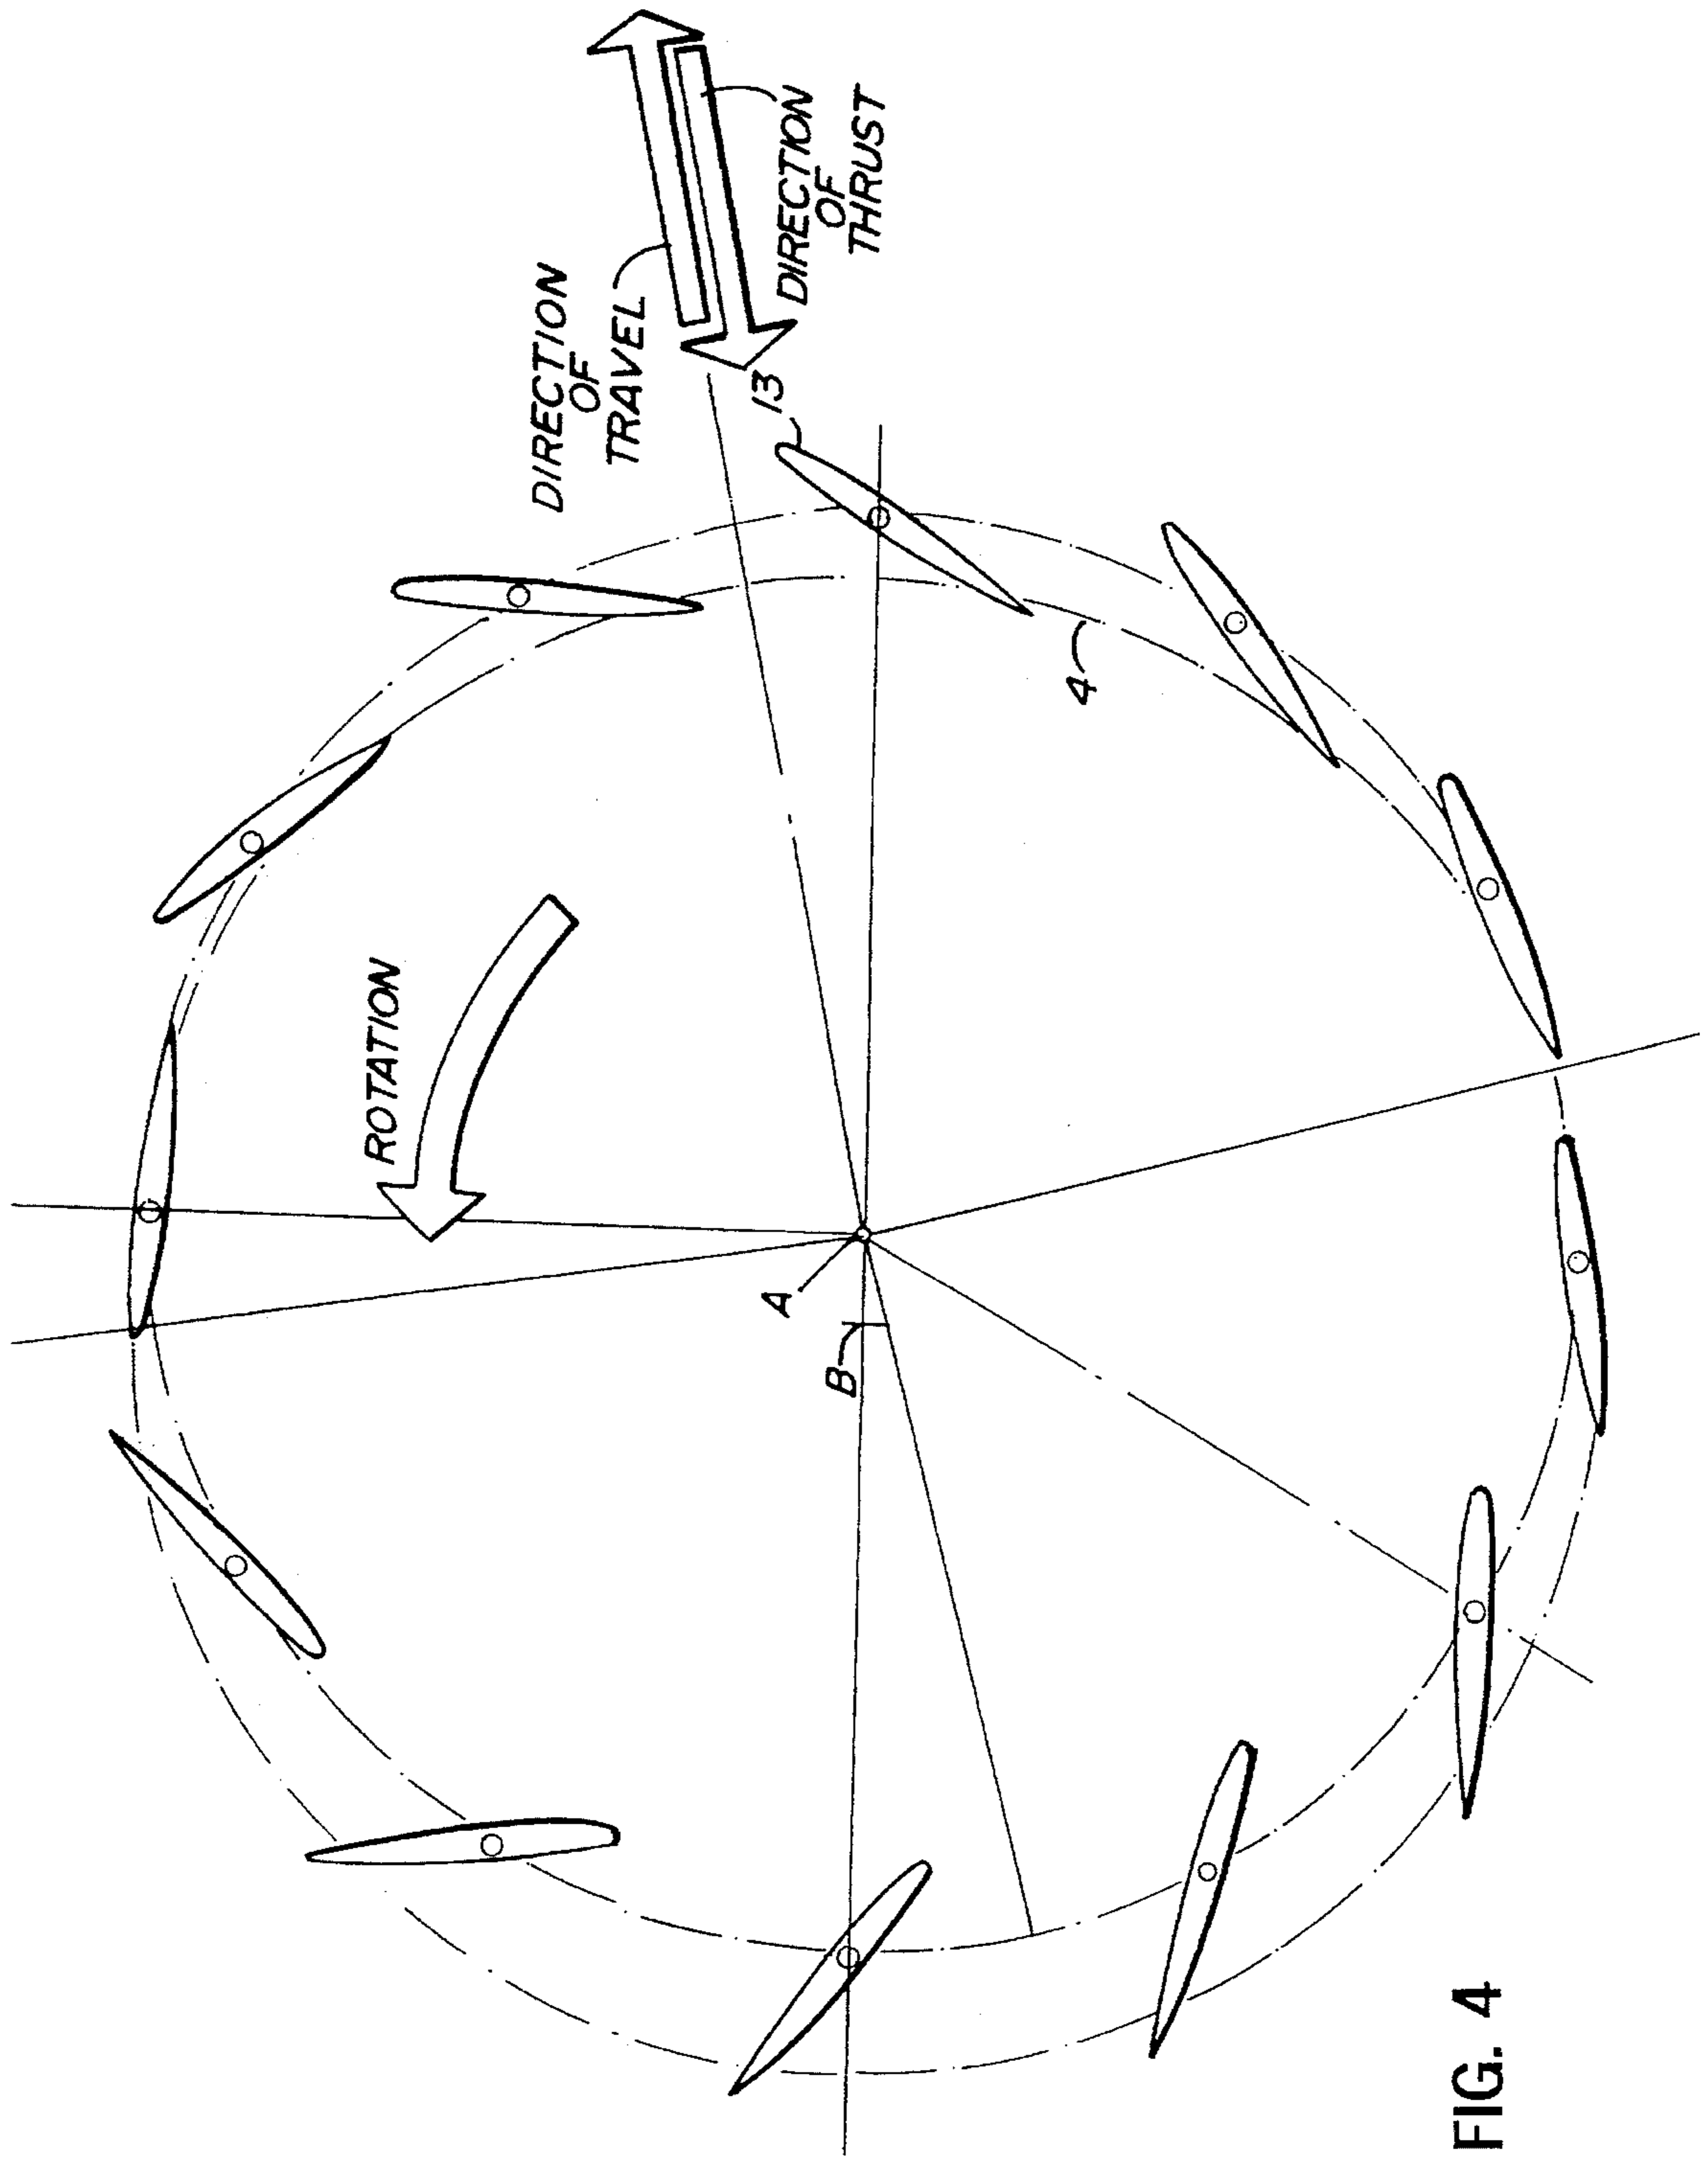 DIRECTION
OF
TRAVEL
DIRECTION
OF
THRUST
13
4
ROTATION
A
B
FIG. 4